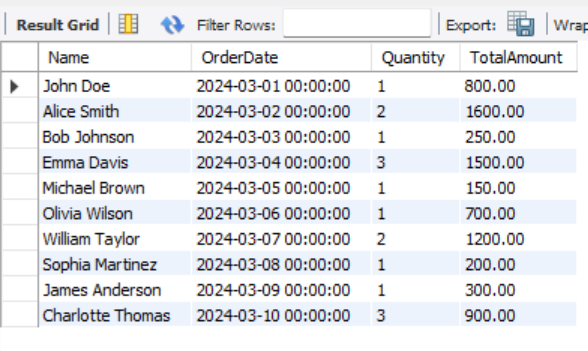 Result Grid Filter Rows: Export: Wrap
Name OrderDate Quantity TotalAmount
John Doe 2024-03-01 00:00:00 1 800.00
Alice Smith 2024-03-02 00:00:00 2 1600.00
Bob Johnson 2024-03-03 00:00:00 1 250.00
Emma Davis 2024-03-04 00:00:00 3 1500.00
Michael Brown 2024-03-05 00:00:00 1 150.00
Olivia Wilson 2024-03-06 00:00:00 1 700.00
William Taylor 2024-03-07 00:00:00 2 1200.00
Sophia Martinez 2024-03-08 00:00:00 1 200.00
James Anderson 2024-03-09 00:00:00 1 300.00
Charlotte Thomas 2024-03-10 00:00:00 3 900.00